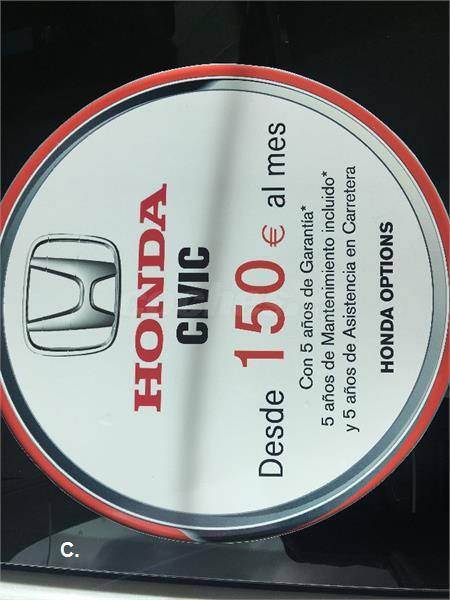 HONDA
CIVIC
Desde 150 € al mes
Con 5 años de Garantía*
5 años de Mantenimiento incluido*
y 5 años de Asistencia en Carretera
HONDA OPTIONS
C.